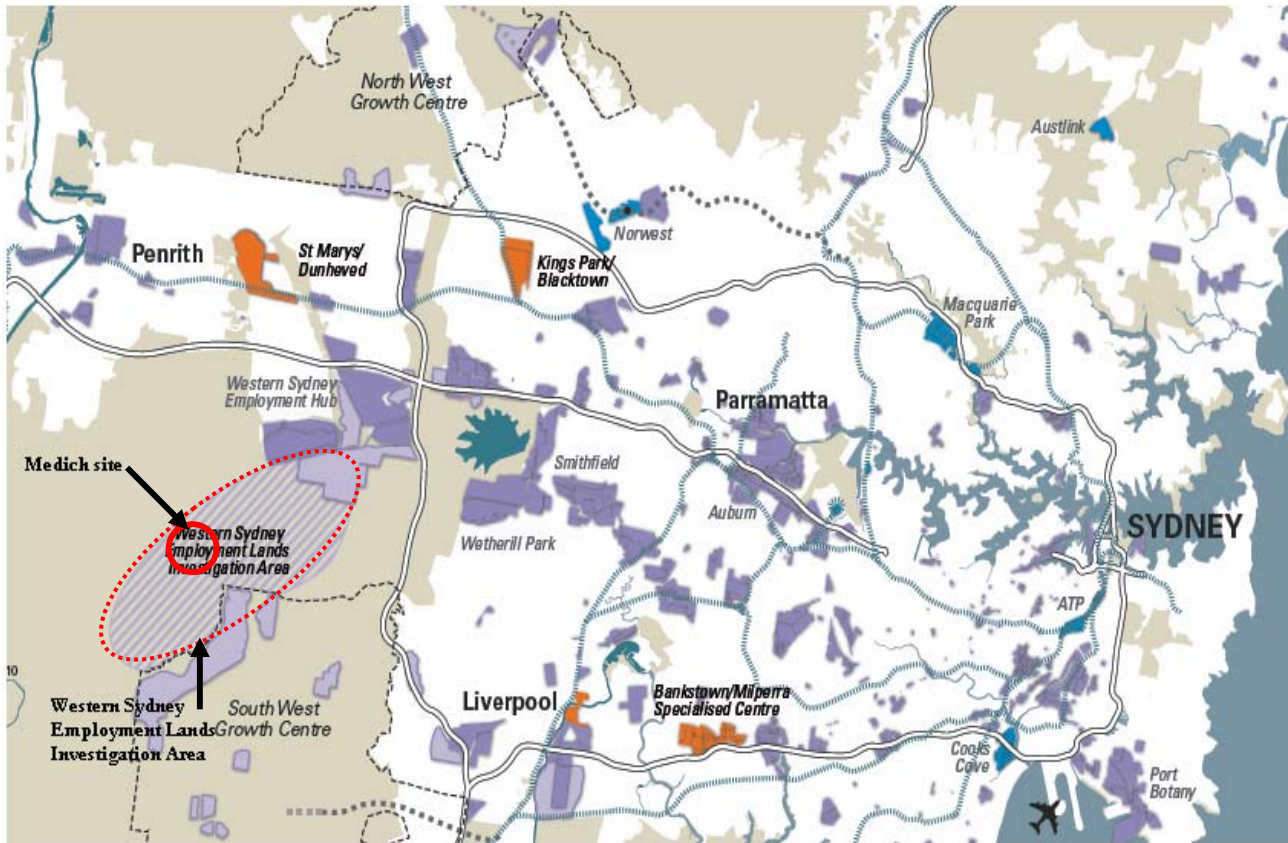 North West
Growth Centre
Austlink
Penrith
St Marys/
Dunheved
Kings Park/
Blacktown
Norwest
Macquarie
Park
Western Sydney
Employment Hub
Parramatta
Medich site
Smithfield
Auburn
SYDNEY
Western Sydney
Employment Lands
Investigation Area
Wetherill Park
ATP
10
Western Sydney
Employment Lands
Investigation Area
South West
Growth Centre
Liverpool
Bankstown/Milperra
Specialised Centre
Cooks
Cove
Port
Botany